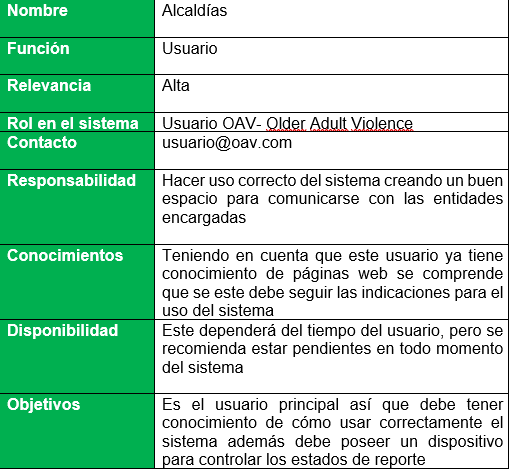 Nombre Alcaldías
Función Usuario
Relevancia Alta
Rol en el sistema Usuario OAV- Older Adult Violence
Contacto usuario@oav.com
Responsabilidad Hacer uso correcto del sistema creando un buen
espacio para comunicarse con las entidades
encargadas
Conocimientos Teniendo en cuenta que este usuario ya tiene
conocimiento de páginas web se comprende
que se este debe seguir las indicaciones para el
uso del sistema
Disponibilidad Este dependerá del tiempo del usuario, pero se
recomienda estar pendientes en todo momento
del sistema
Objetivos Es el usuario principal así que debe tener
conocimiento de cómo usar correctamente el
sistema además debe poseer un dispositivo
para controlar los estados de reporte